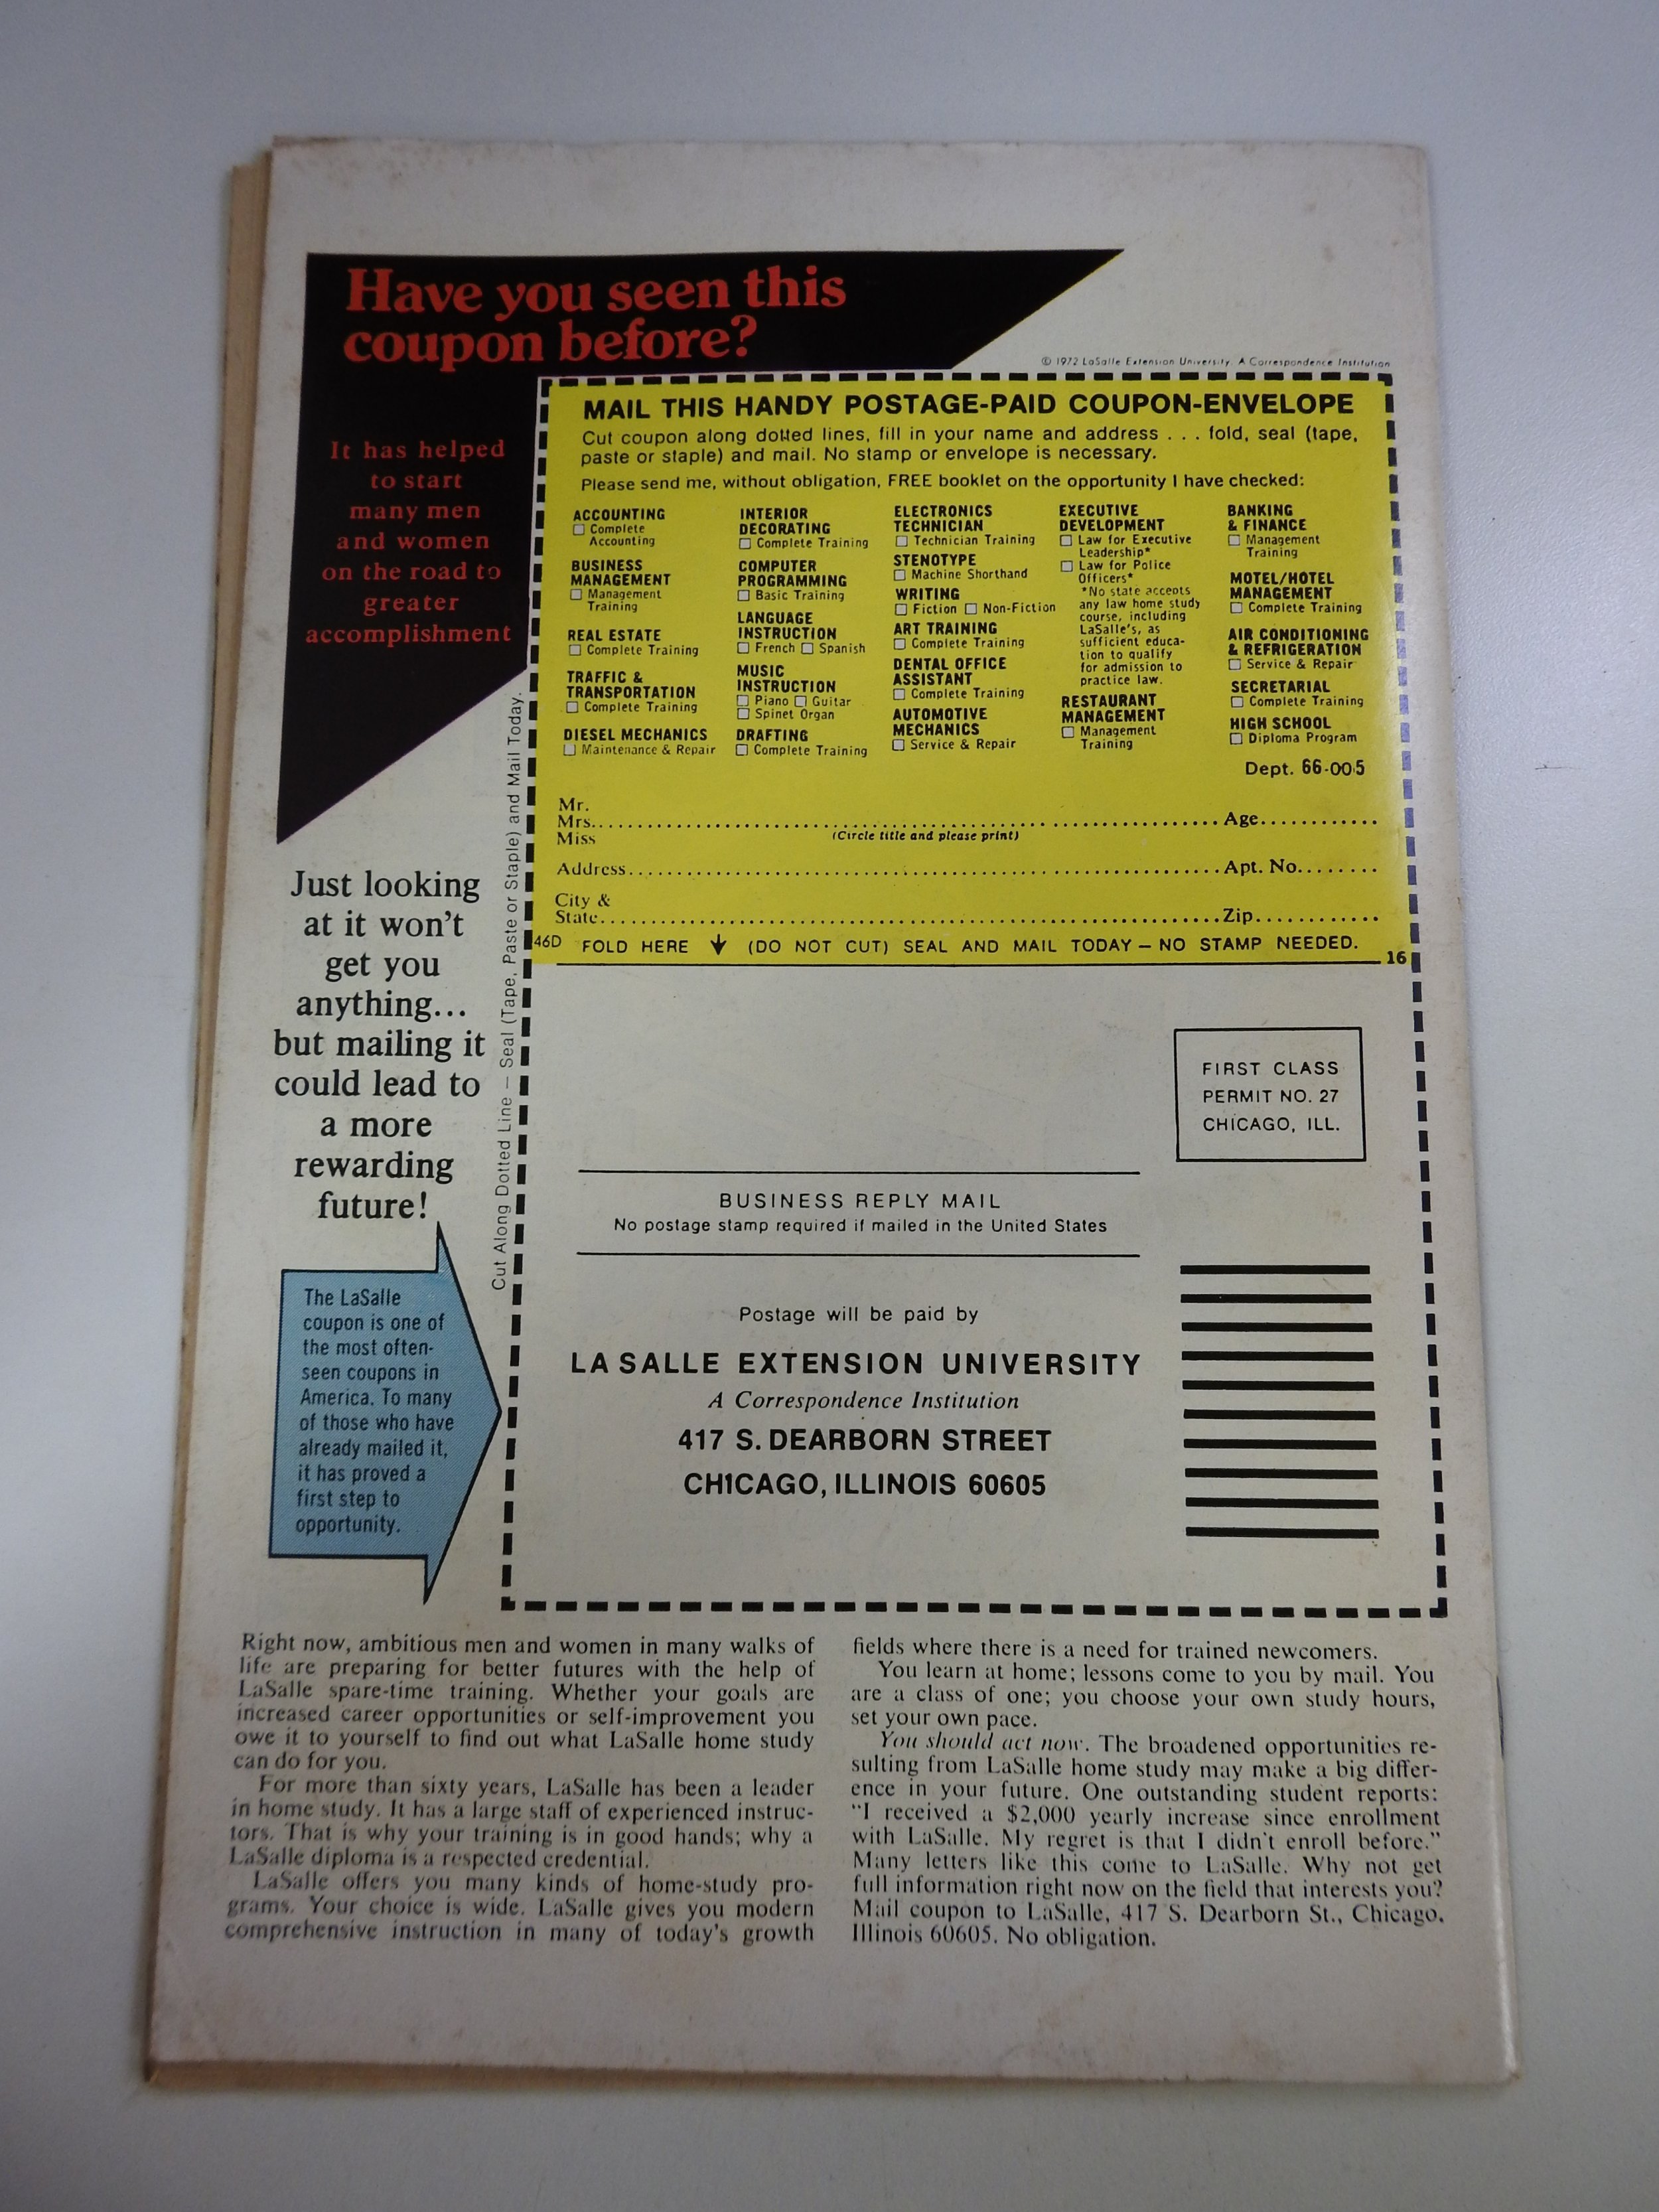 Have you seen this
coupon before?
It has helped
to start
many men
and women
on the road to
greater
accomplishment
© 1972 LaSalle Extension University, A Correspondence Institution
MAIL THIS HANDY POSTAGE-PAID COUPON-ENVELOPE
Cut coupon along dotted lines, fill in your name and address . . . fold, seal (tape,
paste or staple) and mail. No stamp or envelope is necessary.
Please send me, without obligation, FREE booklet on the opportunity I have checked:
ACCOUNTING
☐ Complete
Accounting
BUSINESS
MANAGEMENT
☐ Management
Training
REAL ESTATE
☐ Complete Training
TRAFFIC &
TRANSPORTATION
☐ Complete Training
DIESEL MECHANICS
☐ Maintenance & Repair
INTERIOR
DECORATING
☐ Complete Training
COMPUTER
PROGRAMMING
☐ Basic Training
LANGUAGE
INSTRUCTION
☐ French ☐ Spanish
MUSIC
INSTRUCTION
☐ Piano ☐ Guitar
☐ Spinet Organ
DRAFTING
☐ Complete Training
ELECTRONICS
TECHNICIAN
☐ Technician Training
STENOTYPE
☐ Machine Shorthand
WRITING
☐ Fiction ☐ Non-Fiction
ART TRAINING
☐ Complete Training
DENTAL OFFICE
ASSISTANT
☐ Complete Training
AUTOMOTIVE
MECHANICS
☐ Service & Repair
EXECUTIVE
DEVELOPMENT
☐ Law for Executive
Leadership*
☐ Law for Police
Officers*
*No state accepts
any law home study
course, including
LaSalle's, as
sufficient educa-
tion to qualify
for admission to
practice law.
RESTAURANT
MANAGEMENT
☐ Management
Training
BANKING
& FINANCE
☐ Management
Training
MOTEL/HOTEL
MANAGEMENT
☐ Complete Training
AIR CONDITIONING
& REFRIGERATION
☐ Service & Repair
SECRETARIAL
☐ Complete Training
HIGH SCHOOL
☐ Diploma Program
Dept. 66-005
Mr.
Mrs. Age
Miss (Circle title and please print)
Address Apt. No.
City &
State Zip
46D FOLD HERE ↓ (DO NOT CUT) SEAL AND MAIL TODAY – NO STAMP NEEDED.
16
Cut Along Dotted Line – Seal (Tape, Paste or Staple) and Mail Today.
Just looking
at it won't
get you
anything...
but mailing it
could lead to
a more
rewarding
future!
The LaSalle
coupon is one of
the most often-
seen coupons in
America. To many
of those who have
already mailed it,
it has proved a
first step to
opportunity.
FIRST CLASS
PERMIT NO. 27
CHICAGO, ILL.
BUSINESS REPLY MAIL
No postage stamp required if mailed in the United States
Postage will be paid by
LA SALLE EXTENSION UNIVERSITY
A Correspondence Institution
417 S. DEARBORN STREET
CHICAGO, ILLINOIS 60605
Right now, ambitious men and women in many walks of
life are preparing for better futures with the help of
LaSalle spare-time training. Whether your goals are
increased career opportunities or self-improvement you
owe it to yourself to find out what LaSalle home study
can do for you.
For more than sixty years, LaSalle has been a leader
in home study. It has a large staff of experienced instruc-
tors. That is why your training is in good hands; why a
LaSalle diploma is a respected credential.
LaSalle offers you many kinds of home-study pro-
grams. Your choice is wide. LaSalle gives you modern
comprehensive instruction in many of today's growth
fields where there is a need for trained newcomers.
You learn at home; lessons come to you by mail. You
are a class of one; you choose your own study hours,
set your own pace.
You should act now. The broadened opportunities re-
sulting from LaSalle home study may make a big differ-
ence in your future. One outstanding student reports:
"I received a $2,000 yearly increase since enrollment
with LaSalle. My regret is that I didn't enroll before."
Many letters like this come to LaSalle. Why not get
full information right now on the field that interests you?
Mail coupon to LaSalle, 417 S. Dearborn St., Chicago,
Illinois 60605. No obligation.